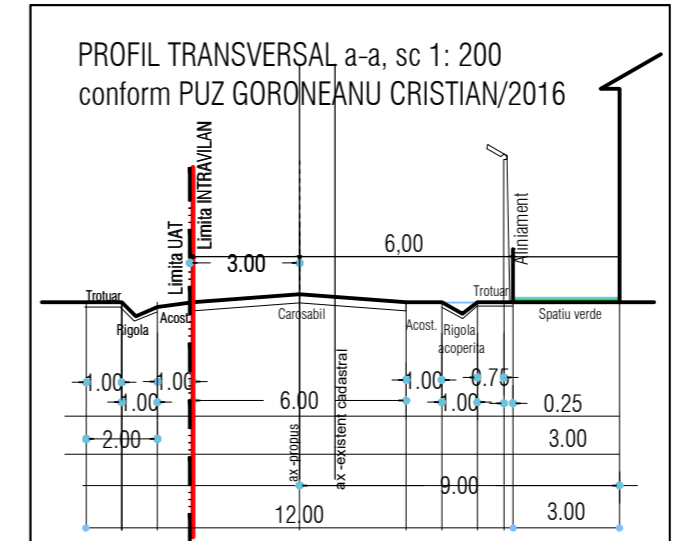 PROFIL TRANSVERSAL a-a, sc 1: 200
conform PUZ GORONEANU CRISTIAN/2016
Limita UAT
Limita INTRAVILAN
Aliniament
6,00
3.00
Trotuar
Rigola
Acost.
Carosabil
Acost.
Rigola
acoperita
Trotuar
Spatiu verde
1.00
1.00
1.00
6.00
1.00
1.00
0.75
0.25
2.00
3.00
ax -propus
ax -existent cadastral
9.00
12.00
3.00